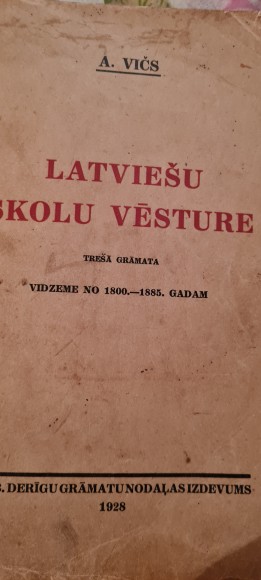 A. VIČS
LATVIEŠU
SKOLU VĒSTURE
TREŠĀ GRĀMATA
VIDZEME NO 1800.—1885. GADAM
DERĪGU GRĀMATU NODAĻAS IZDEVUMS
1928